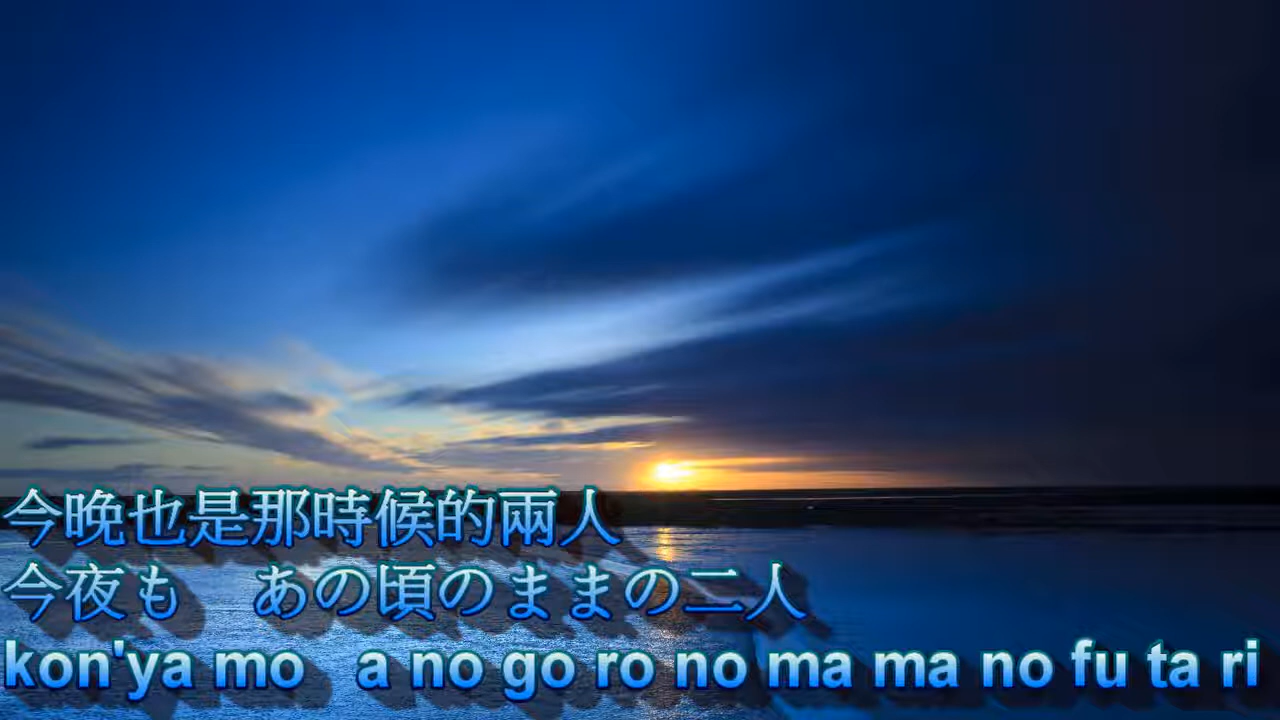 今晚也是那時候的兩人
今夜も　あの頃のままの二人
kon'ya mo　a no go ro no ma ma no fu ta ri